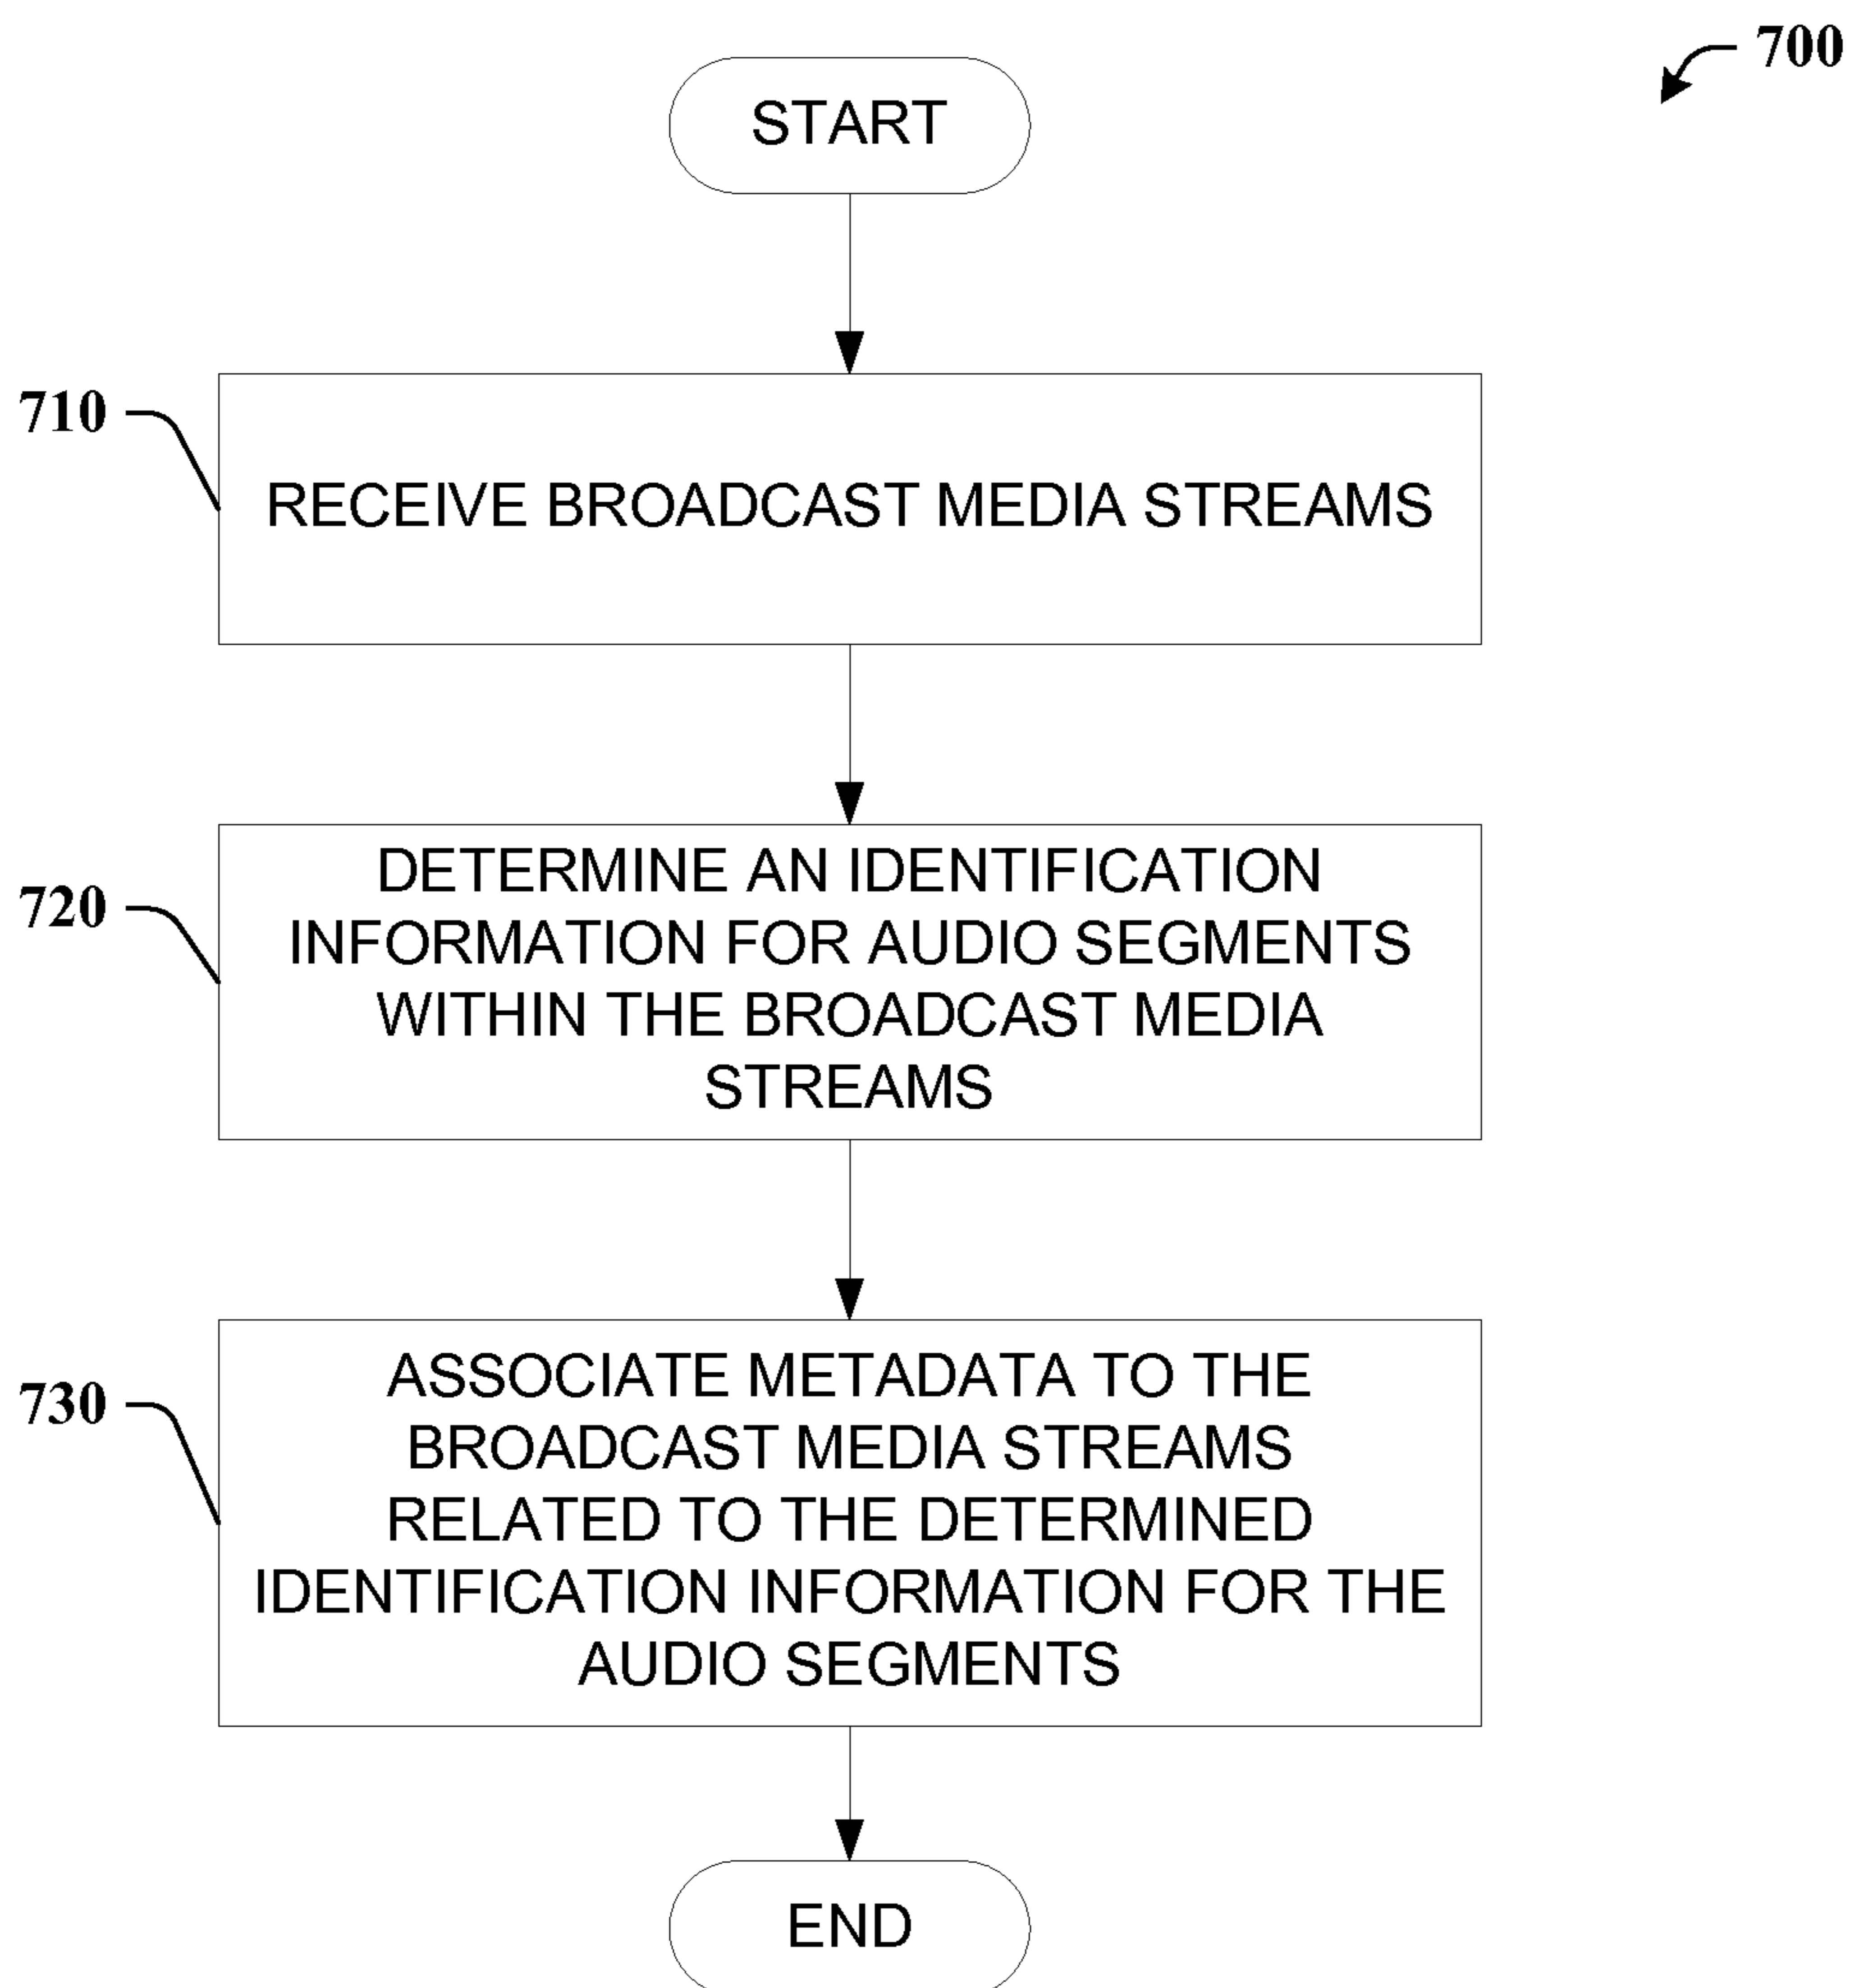 700
START
710
RECEIVE BROADCAST MEDIA STREAMS
720
DETERMINE AN IDENTIFICATION
INFORMATION FOR AUDIO SEGMENTS
WITHIN THE BROADCAST MEDIA
STREAMS
730
ASSOCIATE METADATA TO THE
BROADCAST MEDIA STREAMS
RELATED TO THE DETERMINED
IDENTIFICATION INFORMATION FOR THE
AUDIO SEGMENTS
END